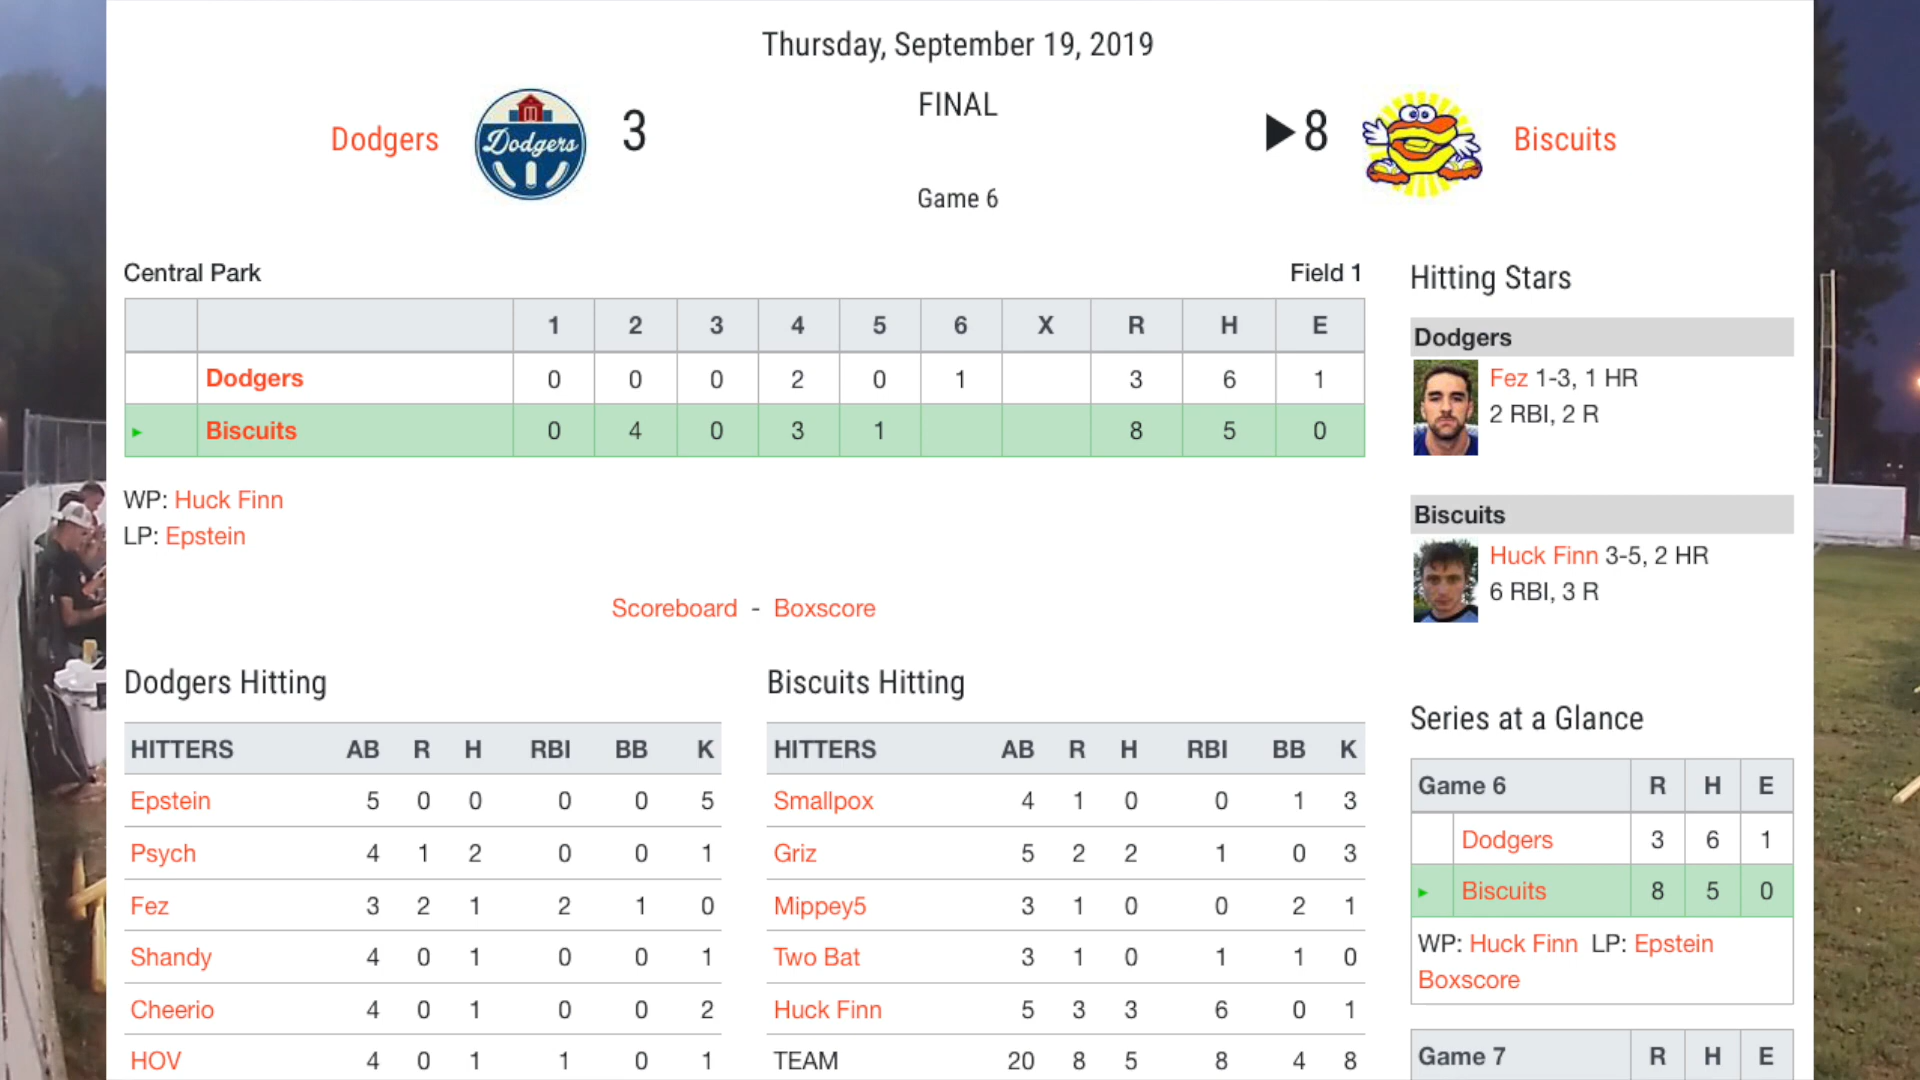 Thursday, September 19, 2019
Dodgers Dodgers 3 FINAL ▶8 Biscuits
Game 6
Central Park Field 1
1 2 3 4 5 6 X R H E
Dodgers 0 0 0 2 0 1 3 6 1
► Biscuits 0 4 0 3 1 8 5 0
WP: Huck Finn
LP: Epstein
Scoreboard - Boxscore
Hitting Stars
Dodgers
Fez 1-3, 1 HR
2 RBI, 2 R
Biscuits
Huck Finn 3-5, 2 HR
6 RBI, 3 R
Dodgers Hitting
HITTERS AB R H RBI BB K
Epstein 5 0 0 0 0 5
Psych 4 1 2 0 0 1
Fez 3 2 1 2 1 0
Shandy 4 0 1 0 0 1
Cheerio 4 0 1 0 0 2
HOV 4 0 1 1 0 1
Biscuits Hitting
HITTERS AB R H RBI BB K
Smallpox 4 1 0 0 1 3
Griz 5 2 2 1 0 3
Mippey5 3 1 0 0 2 1
Two Bat 3 1 0 1 1 0
Huck Finn 5 3 3 6 0 1
TEAM 20 8 5 8 4 8
Series at a Glance
Game 6 R H E
Dodgers 3 6 1
► Biscuits 8 5 0
WP: Huck Finn LP: Epstein
Boxscore
Game 7 R H E